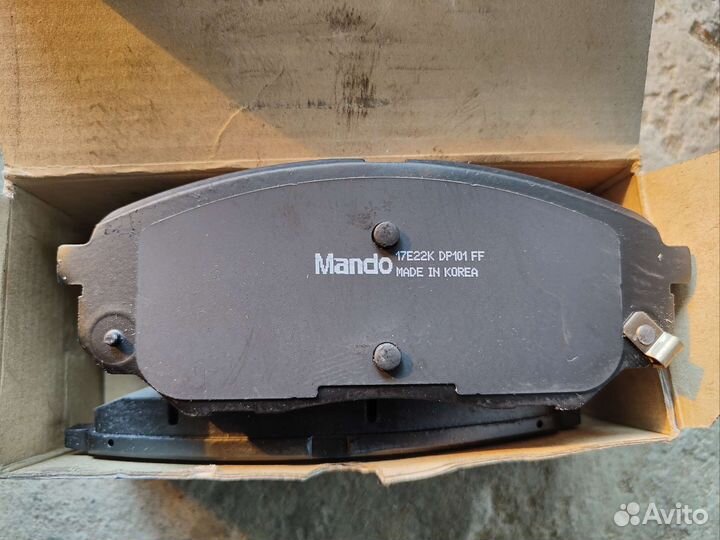 Mando 17E22K DP101 FF
MADE IN KOREA
Avito